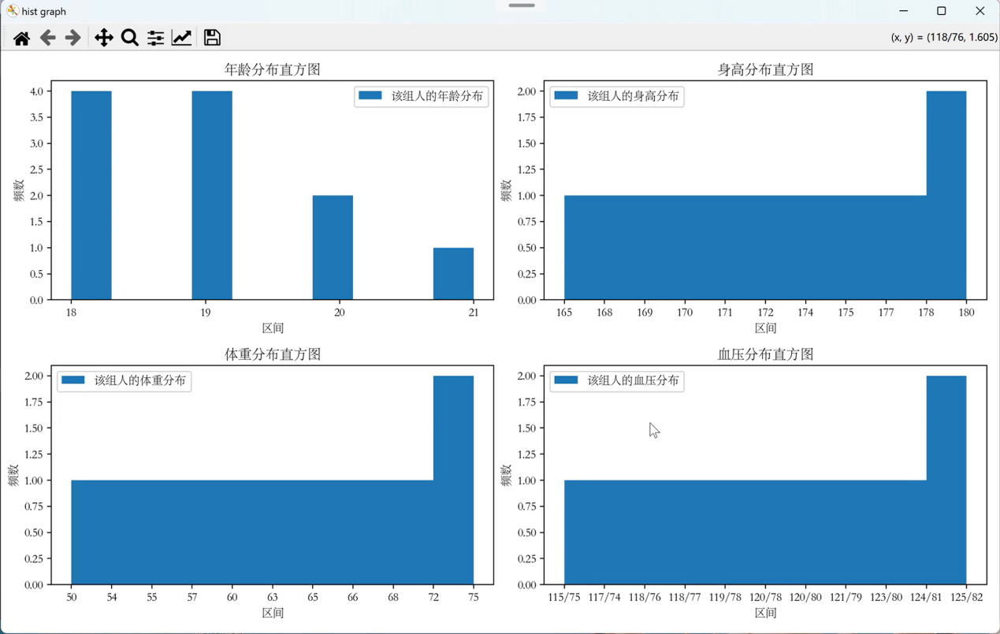 hist graph
(x, y) = (118/76, 1.605)
年龄分布直方图
该组人的年龄分布
4.0
3.5
3.0
2.5
2.0
1.5
1.0
0.5
0.0
频数
18 19 20 21
区间
身高分布直方图
该组人的身高分布
2.00
1.75
1.50
1.25
1.00
0.75
0.50
0.25
0.00
频数
165 168 169 170 171 172 174 175 177 178 180
区间
体重分布直方图
该组人的体重分布
2.00
1.75
1.50
1.25
1.00
0.75
0.50
0.25
0.00
频数
50 54 55 57 60 63 65 66 68 72 75
区间
血压分布直方图
该组人的血压分布
2.00
1.75
1.50
1.25
1.00
0.75
0.50
0.25
0.00
频数
115/75 117/74 118/76 118/77 119/78 120/78 120/80 121/79 123/80 124/81 125/82
区间